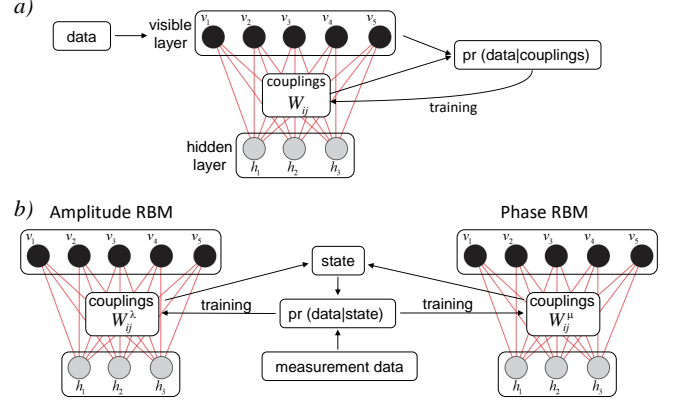 a)
v₁ v₂ v₃ v₄ v₅
data
visible
layer
pr (data|couplings)
couplings
Wᵢⱼ
training
hidden
layer
h₁ h₂ h₃
b)
Amplitude RBM
Phase RBM
v₁ v₂ v₃ v₄ v₅
v₁ v₂ v₃ v₄ v₅
state
couplings
W^λ_ij
training
pr (data|state)
training
couplings
W^μ_ij
measurement data
h₁ h₂ h₃
h₁ h₂ h₃